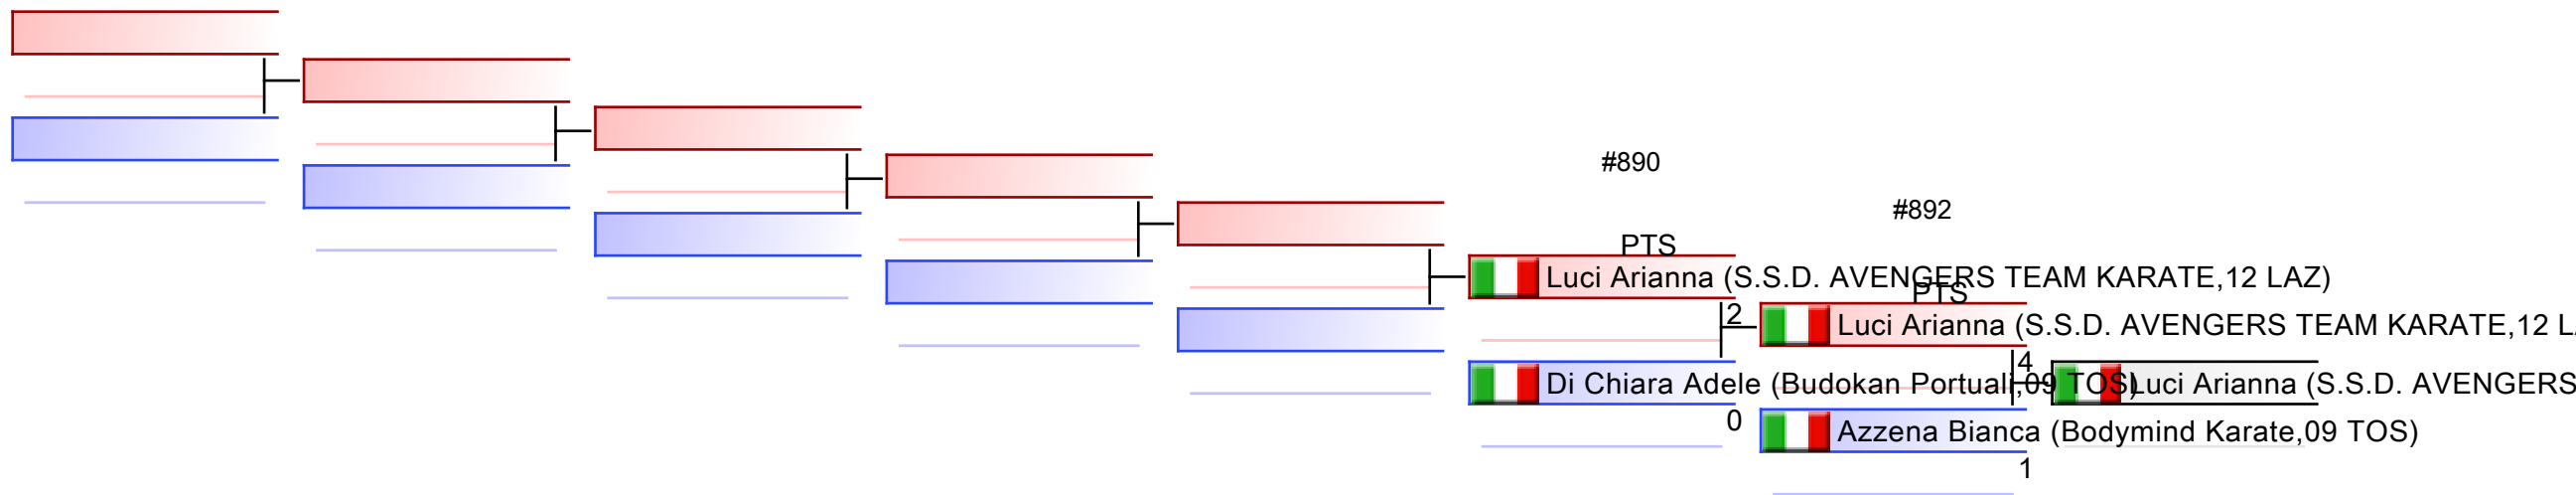 #890
#892
PTS
Luci Arianna (S.S.D. AVENGERS TEAM KARATE,12 LAZ)
PTS
2
Luci Arianna (S.S.D. AVENGERS TEAM KARATE,12 L
4
Di Chiara Adele (Budokan Portuali,09 TOS)
Luci Arianna (S.S.D. AVENGERS
0
Azzena Bianca (Bodymind Karate,09 TOS)
1